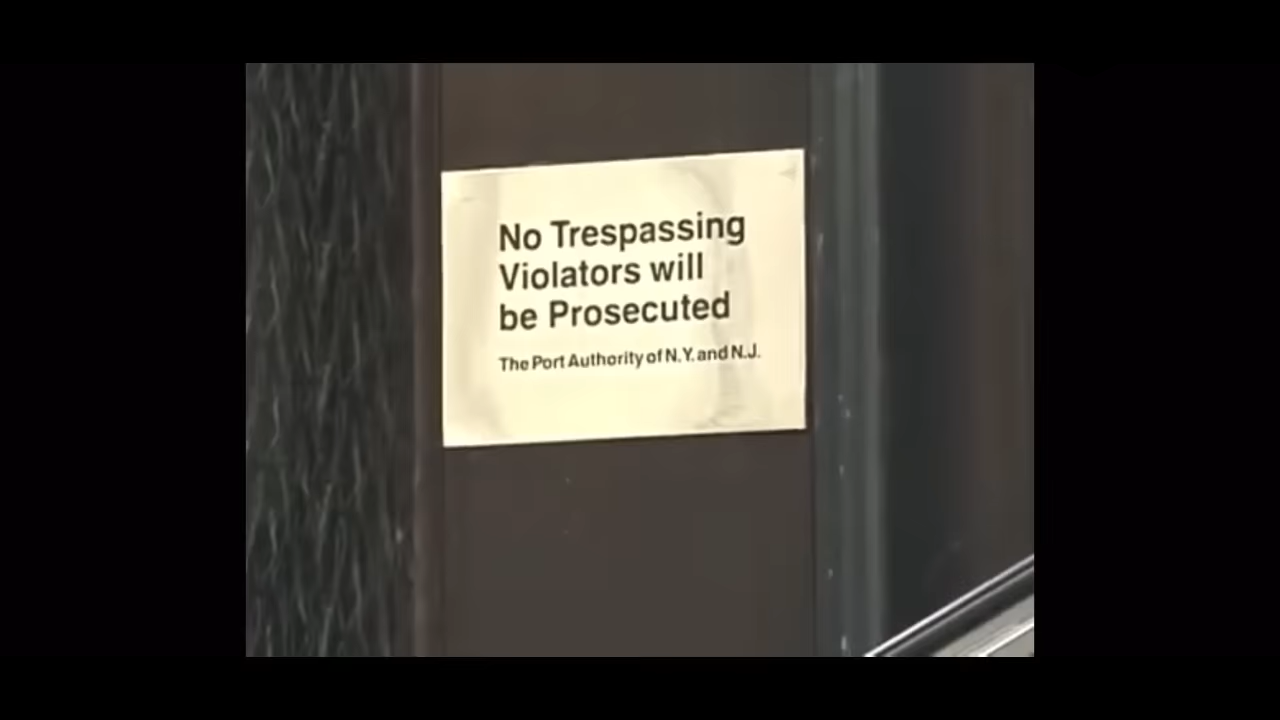 No Trespassing
Violators will
be Prosecuted
The Port Authority of N.Y. and N.J.